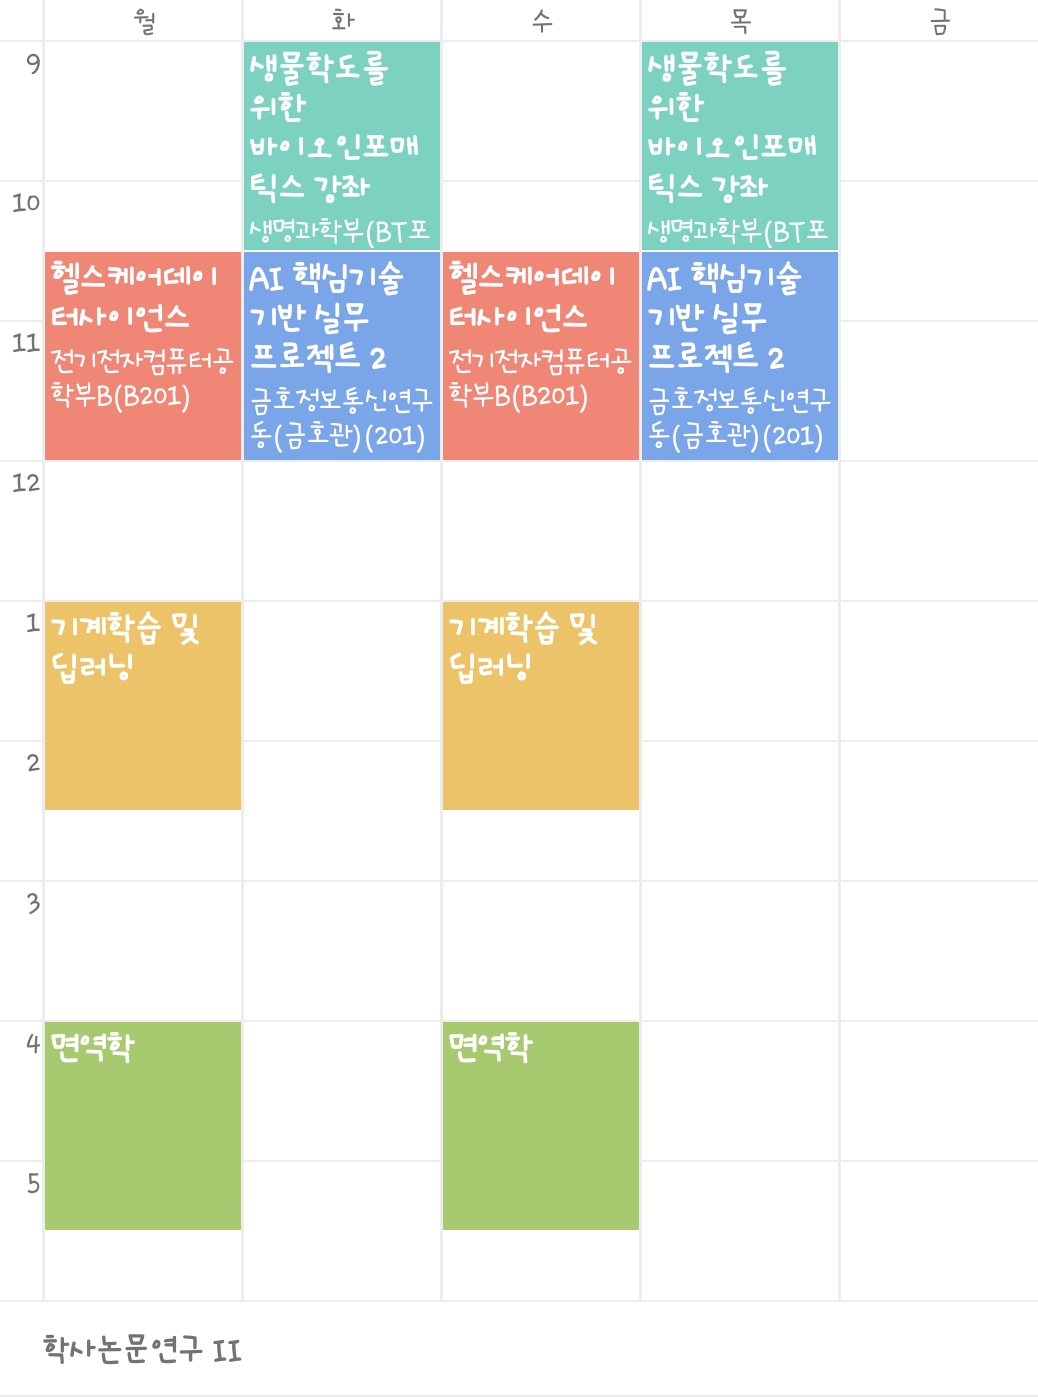 월 화 수 목 금
9
생물학도를
위한
바이오인포매
틱스 강좌
생명과학부(BT포
생물학도를
위한
바이오인포매
틱스 강좌
생명과학부(BT포
10
헬스케어데이
터사이언스
전기전자컴퓨터공
학부B(B201)
AI 핵심기술
기반 실무
프로젝트 2
금호정보통신연구
동(금호관)(201)
헬스케어데이
터사이언스
전기전자컴퓨터공
학부B(B201)
AI 핵심기술
기반 실무
프로젝트 2
금호정보통신연구
동(금호관)(201)
11
12
1
기계학습 및
딥러닝
기계학습 및
딥러닝
2
3
4
면역학
면역학
5
학사논문연구 II